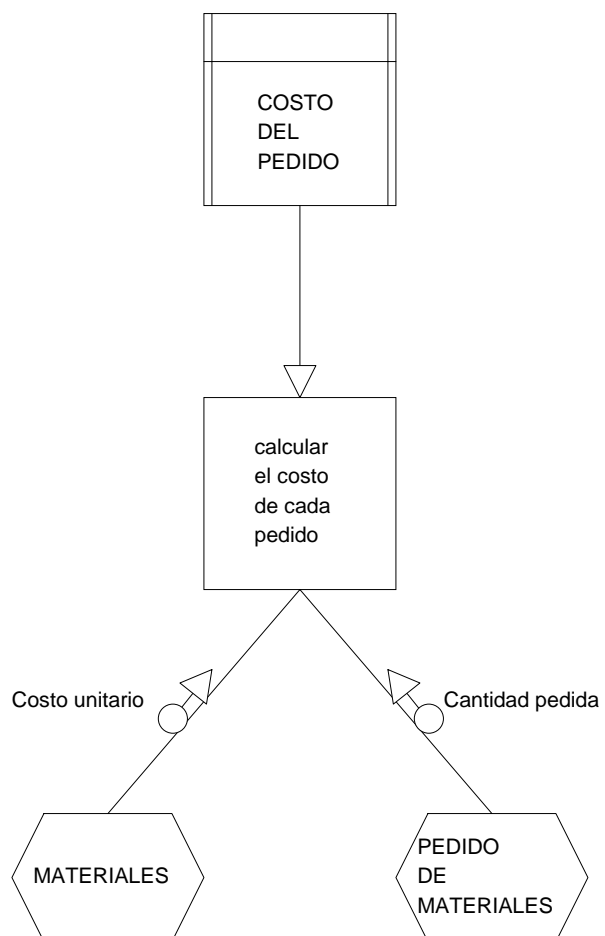 COSTO
DEL
PEDIDO
calcular
el costo
de cada
pedido
Costo unitario
Cantidad pedida
MATERIALES
PEDIDO
DE
MATERIALES